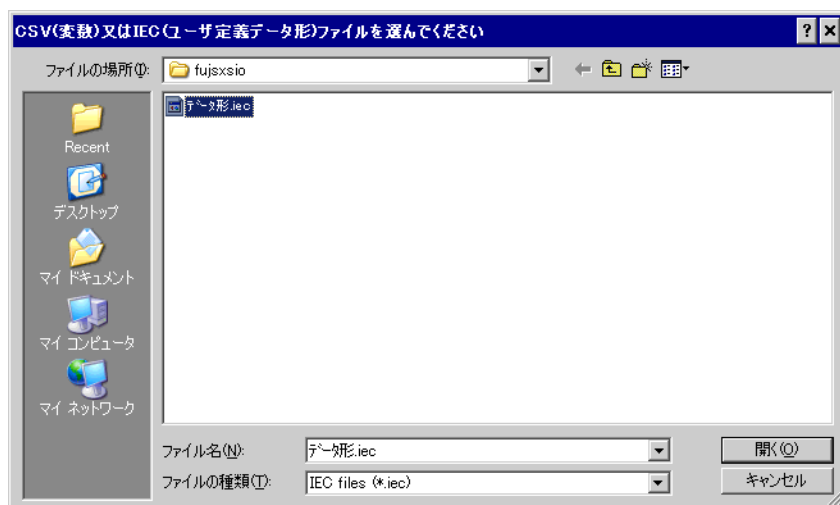 CSV(変数)又はIEC(ユーザ定義データ形)ファイルを選んでください
ファイルの場所(I):
fujsxsio
データ形.iec
Recent
デスクトップ
マイ ドキュメント
マイ コンピュータ
マイ ネットワーク
ファイル名(N):
データ形.iec
開く(O)
ファイルの種類(T):
IEC files (*.iec)
キャンセル